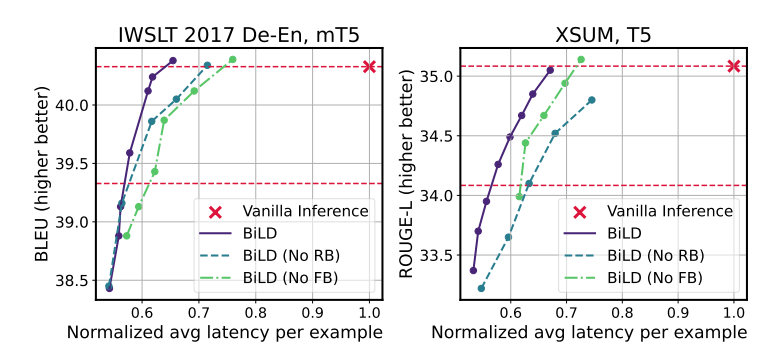 IWSLT 2017 De-En, mT5
BLEU (higher better)
40.0
39.5
39.0
38.5
Vanilla Inference
BiLD
BiLD (No RB)
BiLD (No FB)
0.6 0.7 0.8 0.9 1.0
Normalized avg latency per example
XSUM, T5
ROUGE-L (higher better)
35.0
34.5
34.0
33.5
Vanilla Inference
BiLD
BiLD (No RB)
BiLD (No FB)
0.6 0.7 0.8 0.9 1.0
Normalized avg latency per example